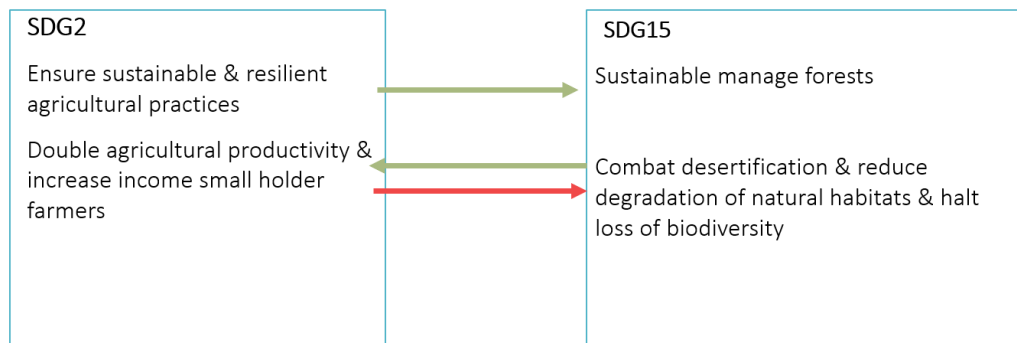 SDG2
Ensure sustainable & resilient
agricultural practices
Double agricultural productivity &
increase income small holder
farmers
SDG15
Sustainable manage forests
Combat desertification & reduce
degradation of natural habitats & halt
loss of biodiversity